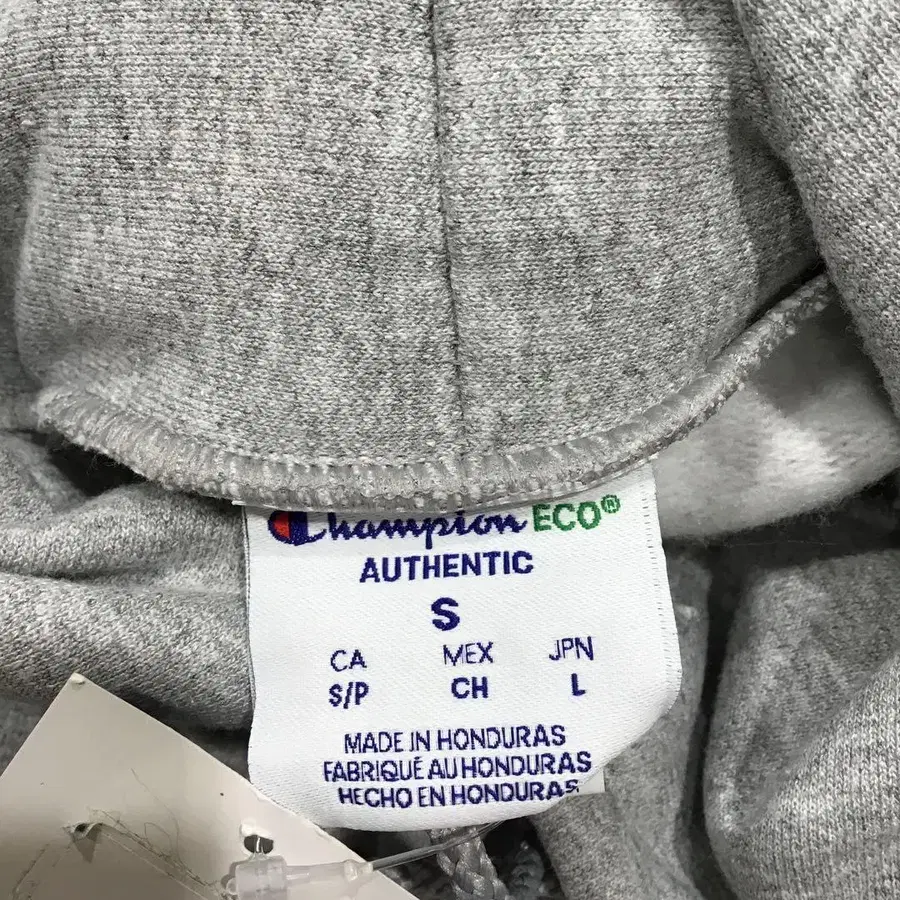 Champion ECO®
AUTHENTIC
S
CA MEX JPN
S/P CH L
MADE IN HONDURAS
FABRIQUÉ AU HONDURAS
HECHO EN HONDURAS